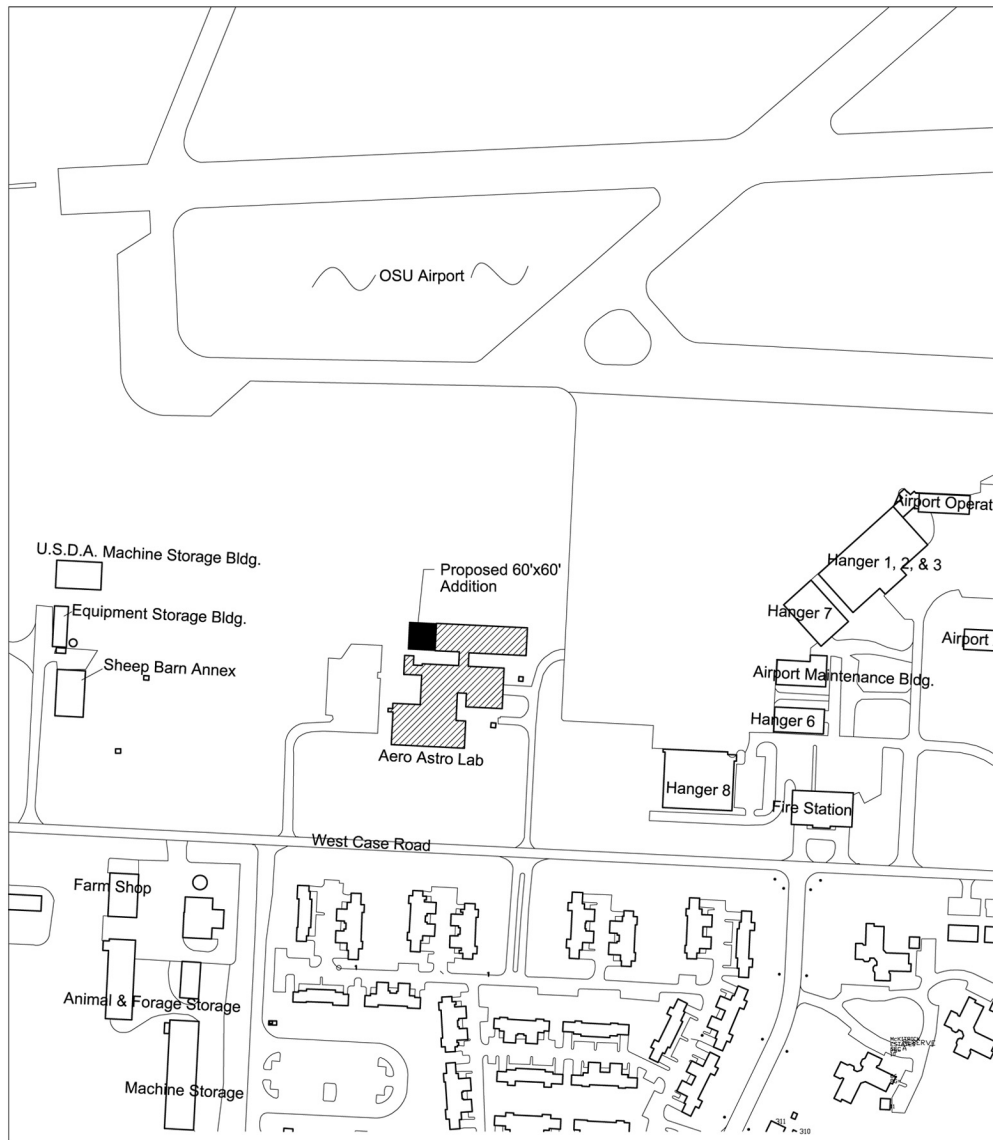 OSU Airport
Airport Operat
U.S.D.A. Machine Storage Bldg.
Proposed 60'x60'
Addition
Hanger 1, 2, & 3
Equipment Storage Bldg.
Hanger 7
Airport
Sheep Barn Annex
Airport Maintenance Bldg.
Hanger 6
Aero Astro Lab
Hanger 8
Fire Station
West Case Road
Farm Shop
Animal & Forage Storage
Machine Storage
311
310